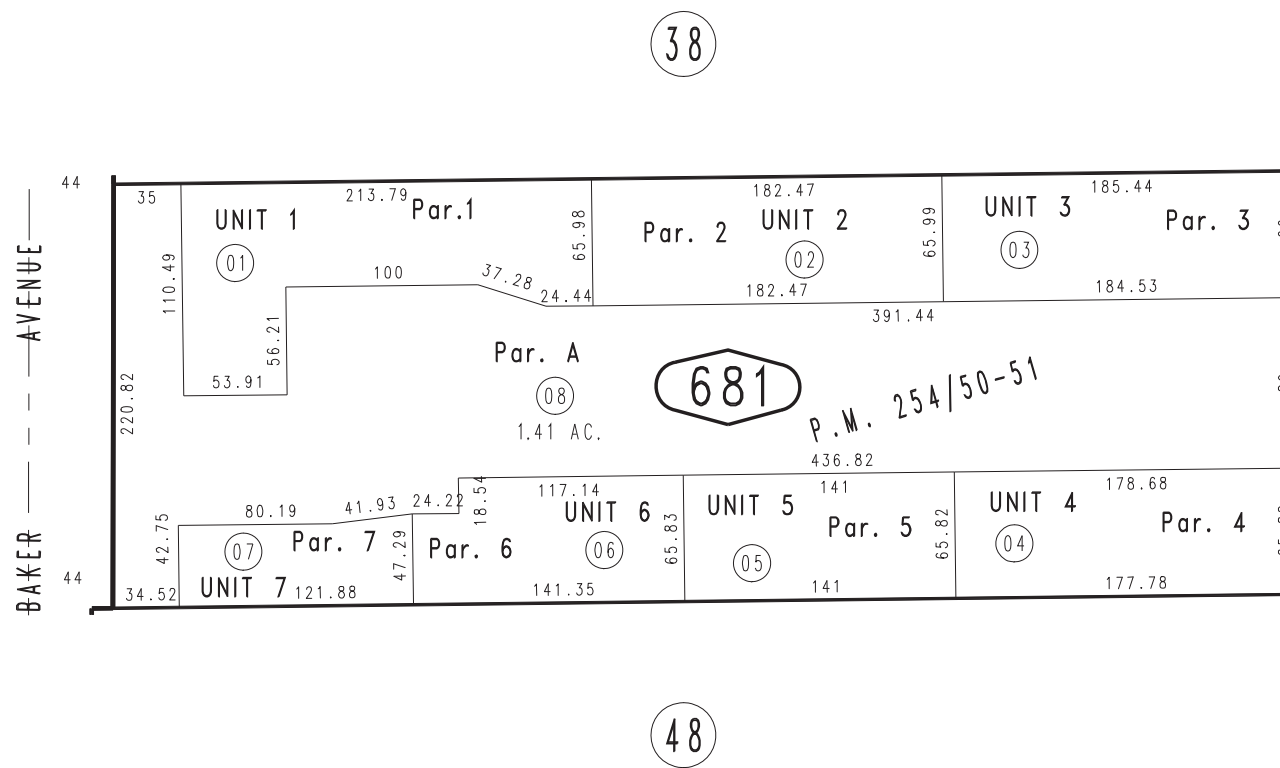 38
44
35
213.79
182.47
185.44
UNIT 1
Par.1
Par. 2
UNIT 2
UNIT 3
Par. 3
01
02
03
110.49
65.98
65.99
100
37.28
24.44
182.47
184.53
391.44
56.21
53.91
Par. A
08
1.41 AC.
681
P.M. 254/50-51
BAKER AVENUE
220.82
436.82
80.19
41.93
24.22
18.54
117.14
141
178.68
UNIT 6
UNIT 5
UNIT 4
42.75
07
Par. 7
47.29
Par. 6
06
65.83
05
Par. 5
65.82
04
Par. 4
44
34.52
UNIT 7
121.88
141.35
141
177.78
48